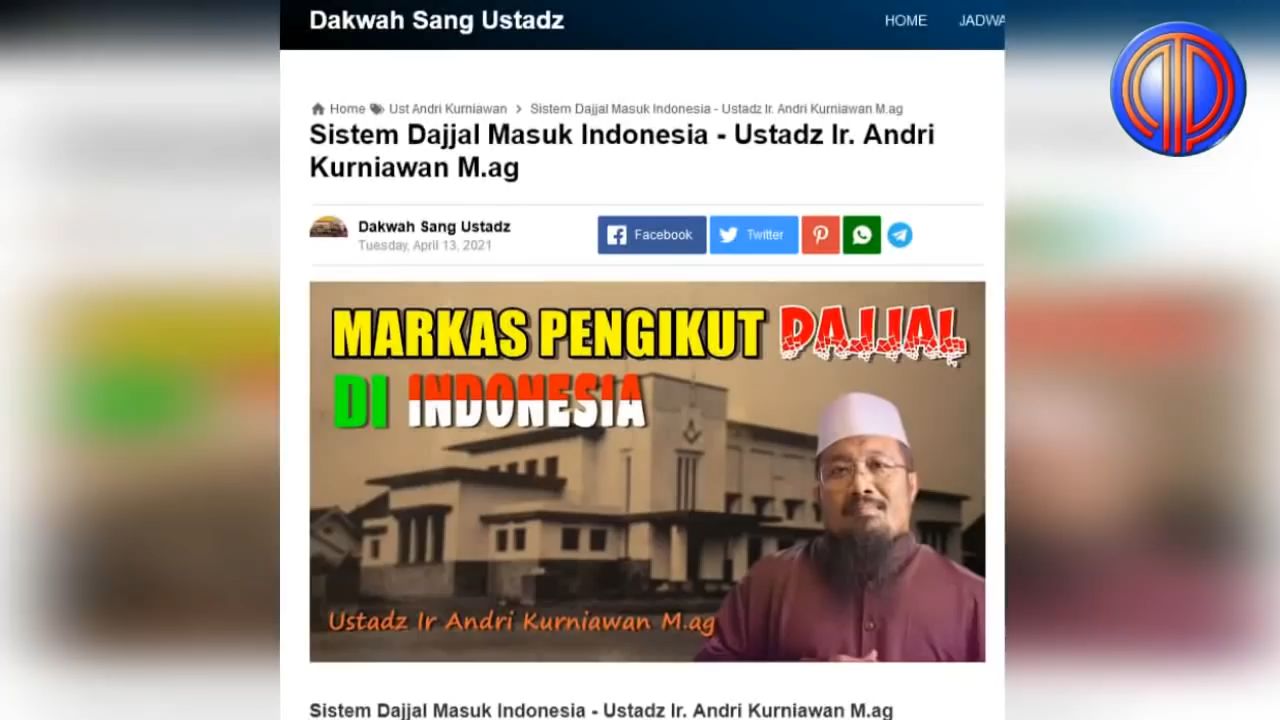 Dakwah Sang Ustadz
HOME
JADWA
Home Ust Andri Kurniawan > Sistem Dajjal Masuk Indonesia - Ustadz Ir. Andri Kurniawan M.ag
Sistem Dajjal Masuk Indonesia - Ustadz Ir. Andri
Kurniawan M.ag
Dakwah Sang Ustadz
Tuesday, April 13, 2021
Facebook
Twitter
MARKAS PENGIKUT DAJJAL
DI INDONESIA
Ustadz Ir Andri Kurniawan M.ag
Sistem Dajjal Masuk Indonesia - Ustadz Ir. Andri Kurniawan M.ag